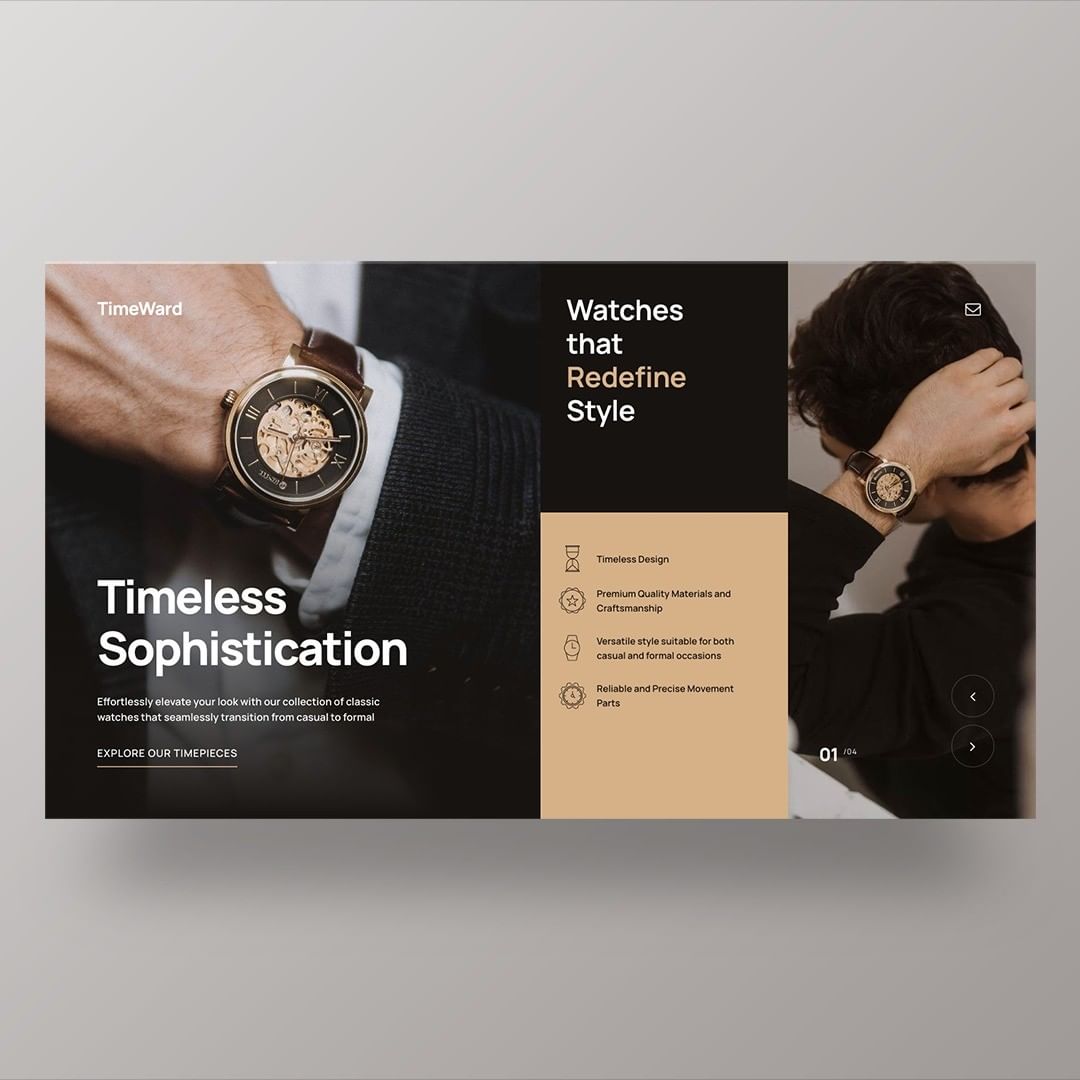 TimeWard
Timeless
Sophistication
Effortlessly elevate your look with our collection of classic
watches that seamlessly transition from casual to formal
EXPLORE OUR TIMEPIECES
Watches
that
Redefine
Style
Timeless Design
Premium Quality Materials and
Craftsmanship
Versatile style suitable for both
casual and formal occasions
Reliable and Precise Movement
Parts
01 /04